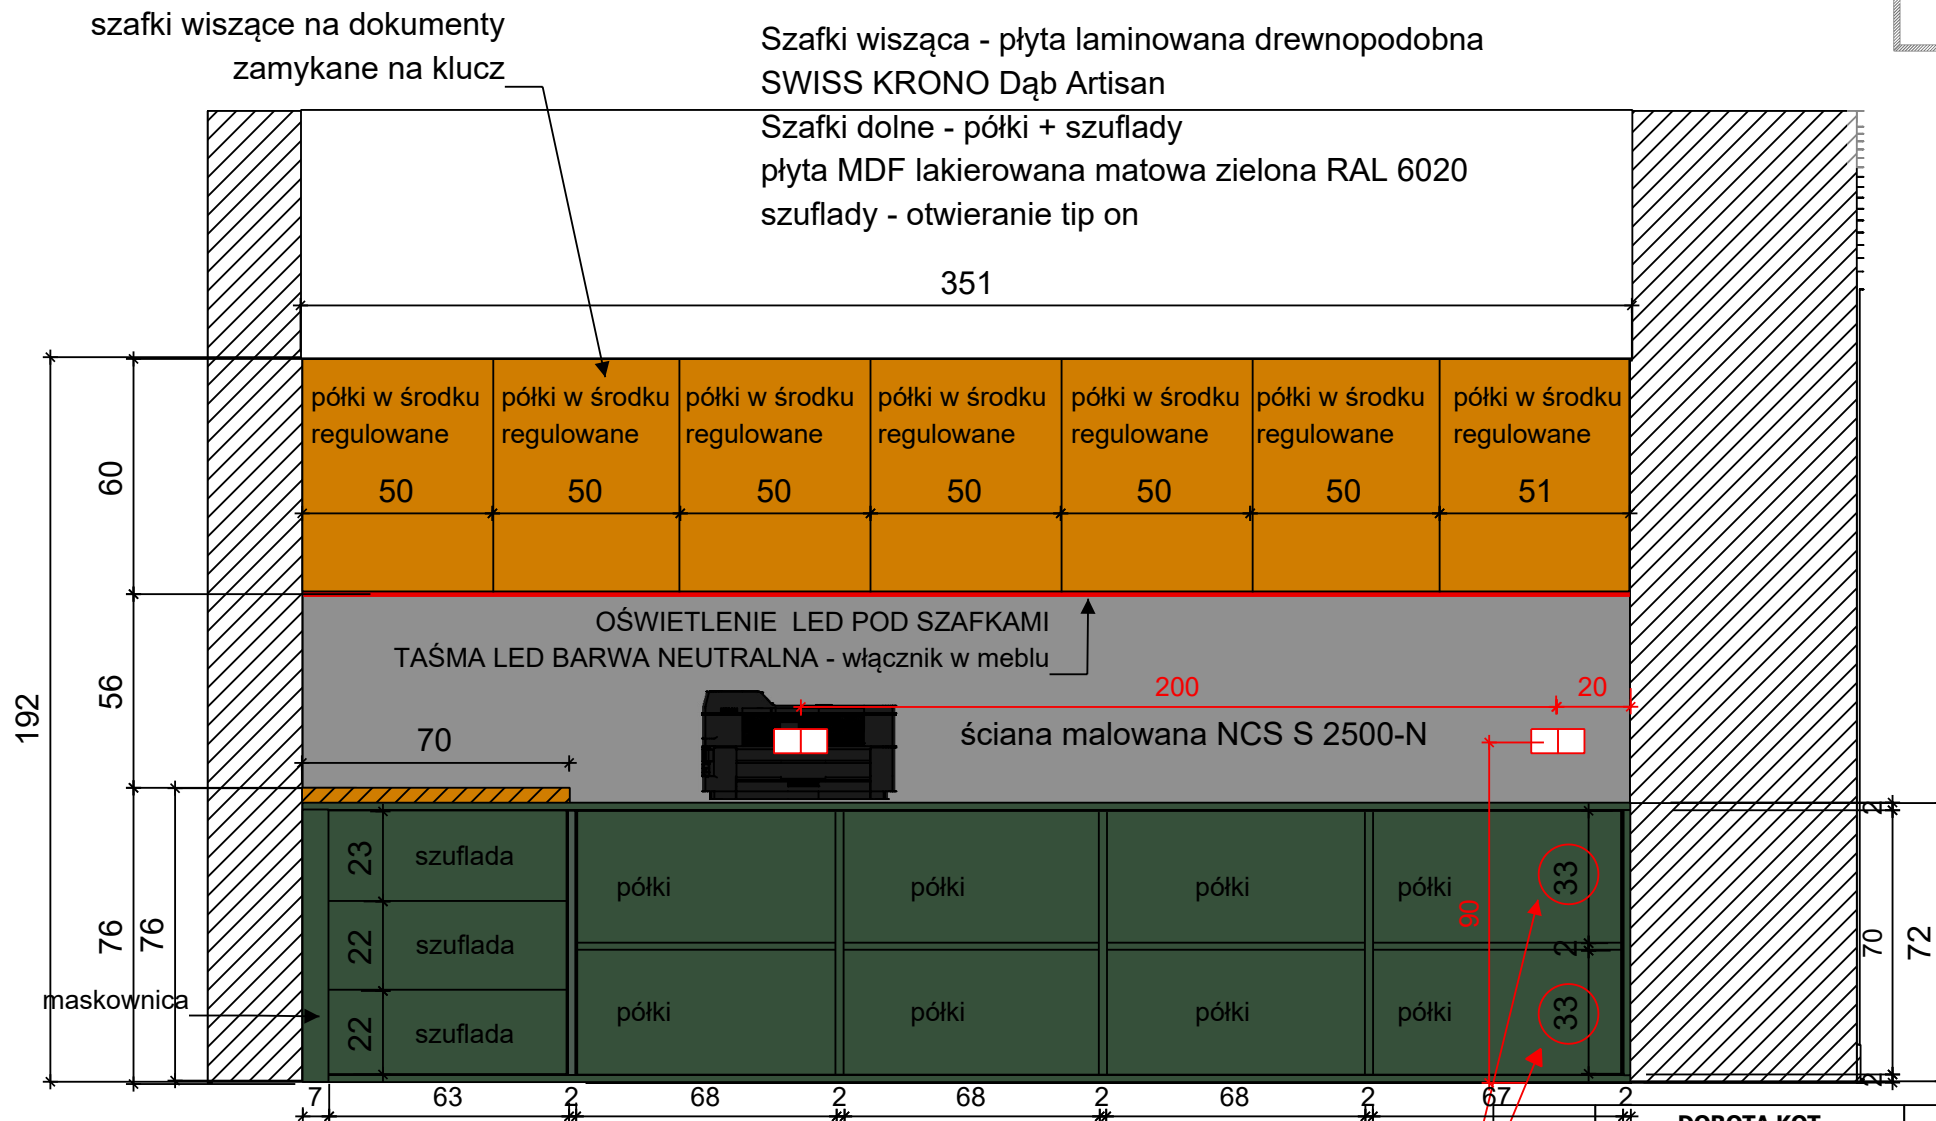 szafki wiszące na dokumenty
zamykane na klucz
Szafki wisząca - płyta laminowana drewnopodobna
SWISS KRONO Dąb Artisan
Szafki dolne - półki + szuflady
płyta MDF lakierowana matowa zielona RAL 6020
szuflady - otwieranie tip on
351
półki w środku
regulowane
półki w środku
regulowane
półki w środku
regulowane
półki w środku
regulowane
półki w środku
regulowane
półki w środku
regulowane
półki w środku
regulowane
50 50 50 50 50 50 51
60
56
192
76
76
OŚWIETLENIE LED POD SZAFKAMI
TAŚMA LED BARWA NEUTRALNA - włącznik w meblu
200
20
ściana malowana NCS S 2500-N
70
23
szuflada
22
szuflada
22
szuflada
półki półki półki półki
półki półki półki półki
33
2
33
90
2
70
72
2
maskownica
7 63 2 68 2 68 2 68 2 67 2
DOROTA KOT